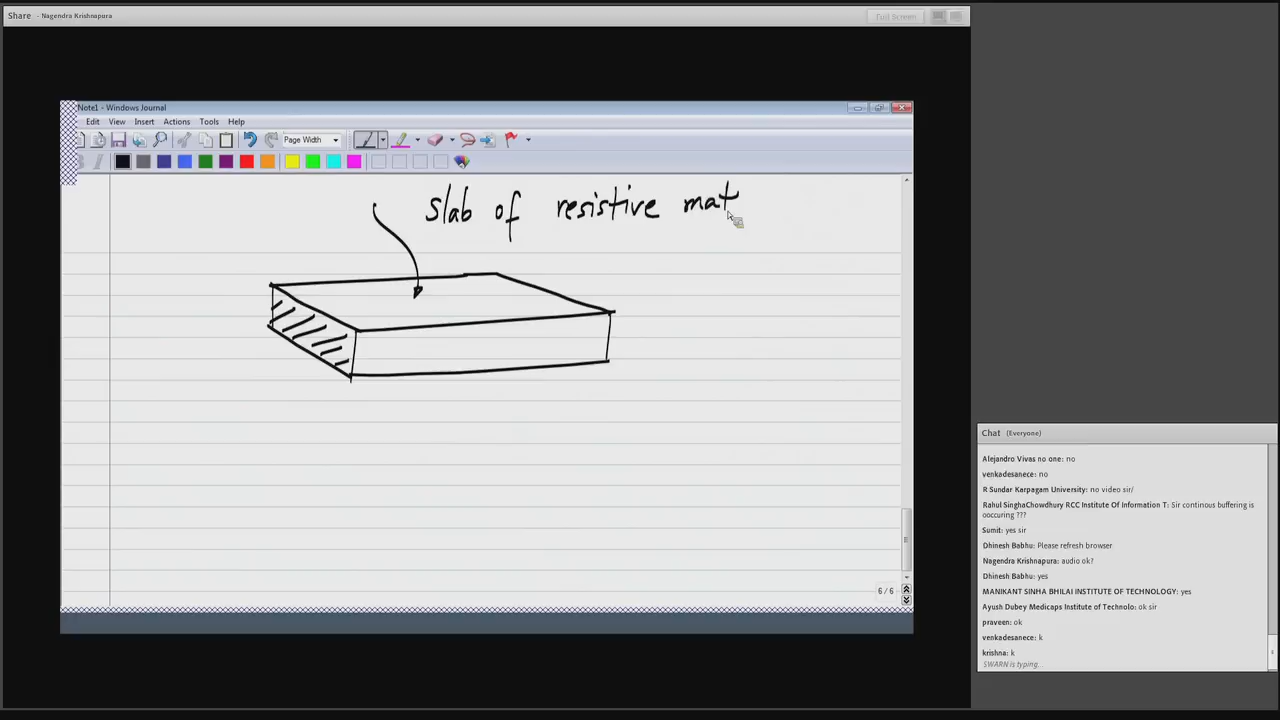 Share - Nagendra Krishnapura
Full Screen
Note1 - Windows Journal
Edit View Insert Actions Tools Help
Page Width
slab of resistive mat
6 / 6
Chat (Everyone)
Alejandro Vivas no one: no
venkadesanece: no
R Sundar Karpagam University: no video sir/
Rahul SinghaChowdhury RCC Institute Of Information T: Sir continous buffering is
ooccuring ???
Sumit: yes sir
Dhinesh Babhu: Please refresh browser
Nagendra Krishnapura: audio ok?
Dhinesh Babhu: yes
MANIKANT SINHA BHILAI INSTITUTE OF TECHNOLOGY: yes
Ayush Dubey Medicaps Institute of Technolo: ok sir
praveen: ok
venkadesanece: k
krishna: k
SWARN is typing...